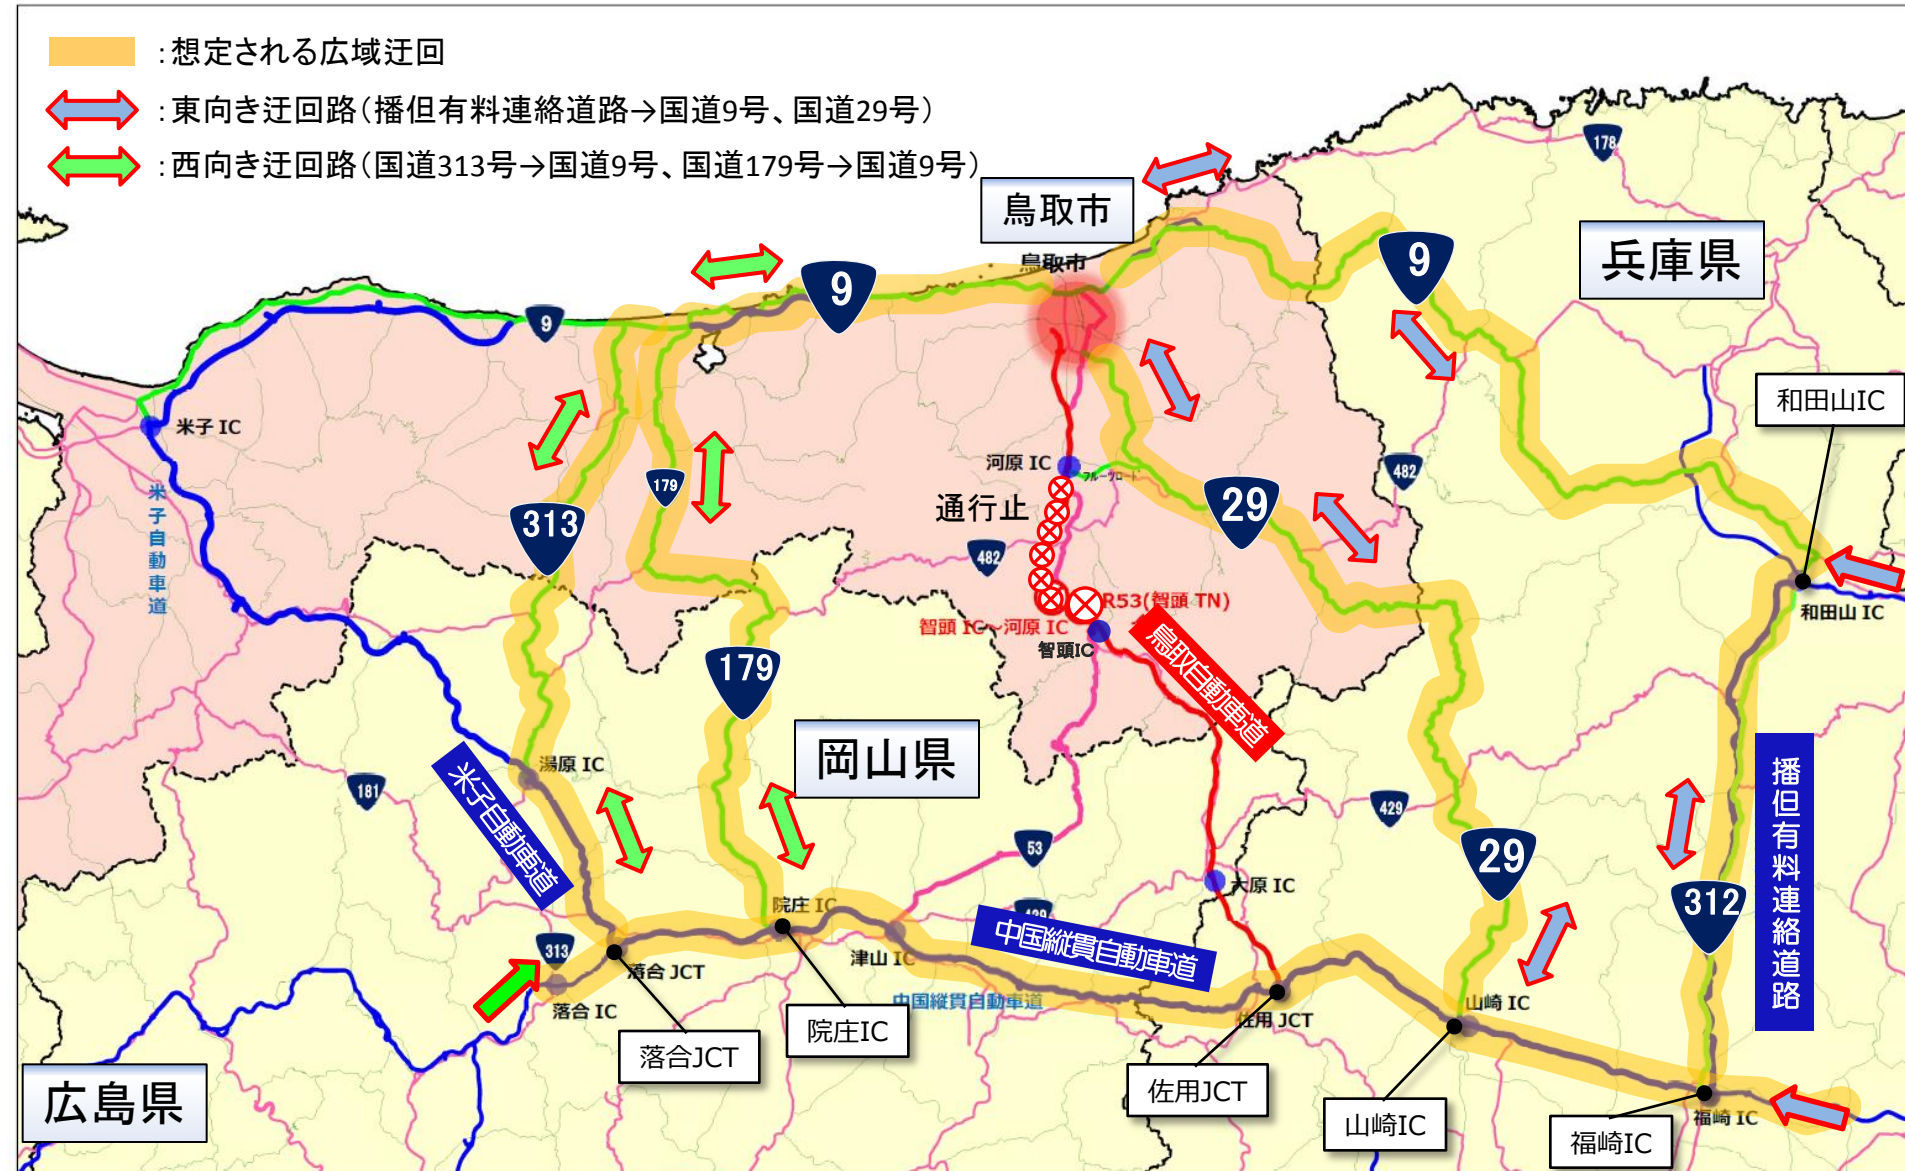 ：想定される広域迂回
：東向き迂回路（播但有料連絡道路→国道9号、国道29号）
：西向き迂回路（国道313号→国道9号、国道179号→国道9号）
178
鳥取市
兵庫県
鳥取市
9
9
9
和田山IC
米子 IC
河原 IC
フルーツロード
482
179
米子自動車道
313
通行止
29
482
R53(智頭 TN)
和田山 IC
智頭 IC～河原 IC
智頭IC
鳥取自動車道
179
岡山県
湯原 IC
米子自動車道
181
播但有料連絡道路
429
53
29
大原 IC
312
院庄 IC
429
中国縦貫自動車道
313
落合 JCT
津山 IC
中国縦貫自動車道
落合 IC
院庄IC
佐用 JCT
山崎 IC
落合JCT
佐用JCT
広島県
山崎IC
福崎 IC
福崎IC